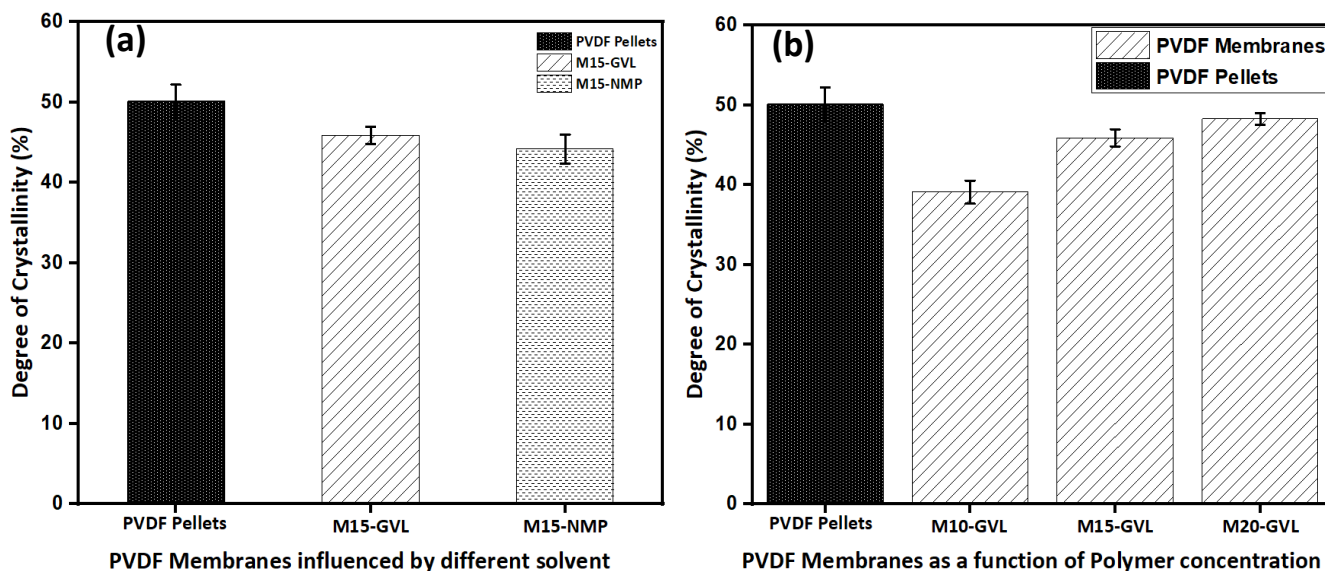 (a)
PVDF Pellets
M15-GVL
M15-NMP
60
50
40
30
20
10
0
Degree of Crystallinity (%)
PVDF Pellets
M15-GVL
M15-NMP
PVDF Membranes influenced by different solvent
(b)
PVDF Membranes
PVDF Pellets
60
50
40
30
20
10
0
Degree of Crystallinity (%)
PVDF Pellets
M10-GVL
M15-GVL
M20-GVL
PVDF Membranes as a function of Polymer concentration